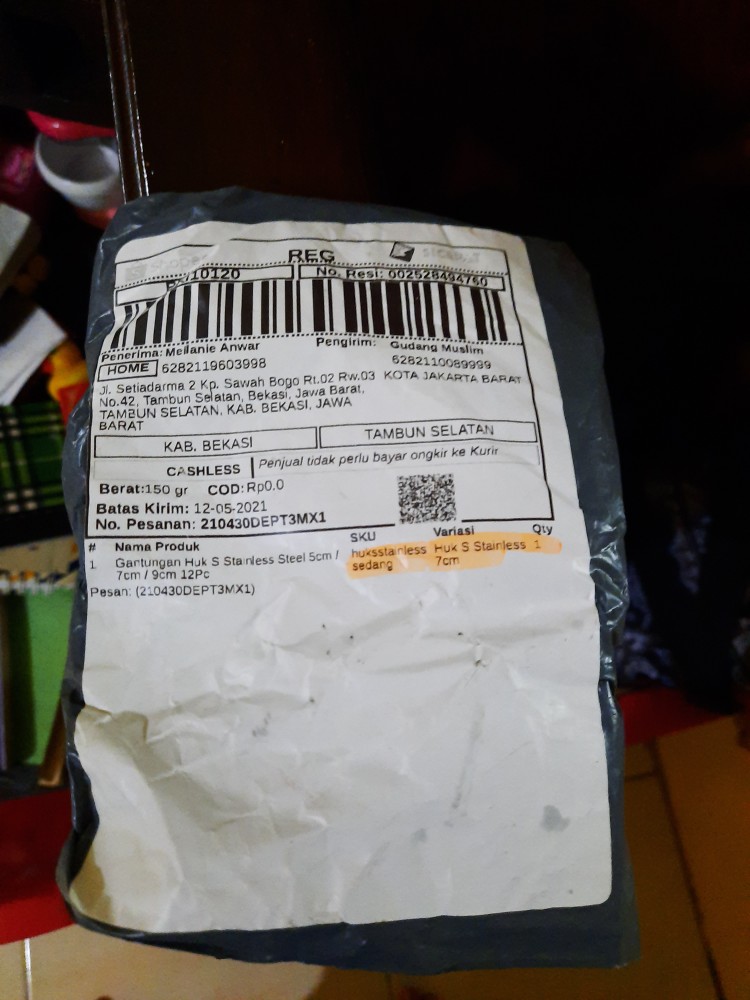 REG
No. Resi: 002528494760
Penerima: Meilanie Anwar
Pengirim: Gudang Muslim
HOME 6282119603998
6282110089999
Jl. Setiadarma 2 Kp. Sawah Bogo Rt.02 Rw.03
No.42, Tambun Selatan, Bekasi, Jawa Barat,
TAMBUN SELATAN, KAB. BEKASI, JAWA
BARAT
KOTA JAKARTA BARAT
KAB. BEKASI
TAMBUN SELATAN
CASHLESS
Penjual tidak perlu bayar ongkir ke Kurir
Berat:150 gr COD:Rp0.0
Batas Kirim: 12-05-2021
No. Pesanan: 210430DEPT3MX1
# Nama Produk SKU Variasi Qty
1 Gantungan Huk S Stainless Steel 5cm / huksstainless Huk S Stainless 1
7cm / 9cm 12Pc sedang 7cm
Pesan: (210430DEPT3MX1)